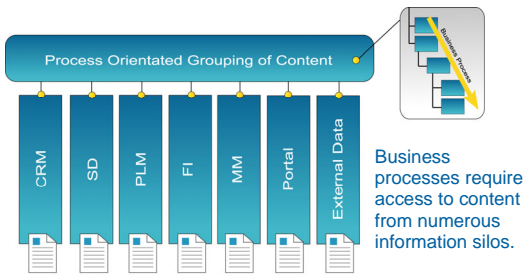 Process Orientated Grouping of Content
Business Process
CRM
SD
PLM
FI
MM
Portal
External Data
Business
processes require
access to content
from numerous
information silos.